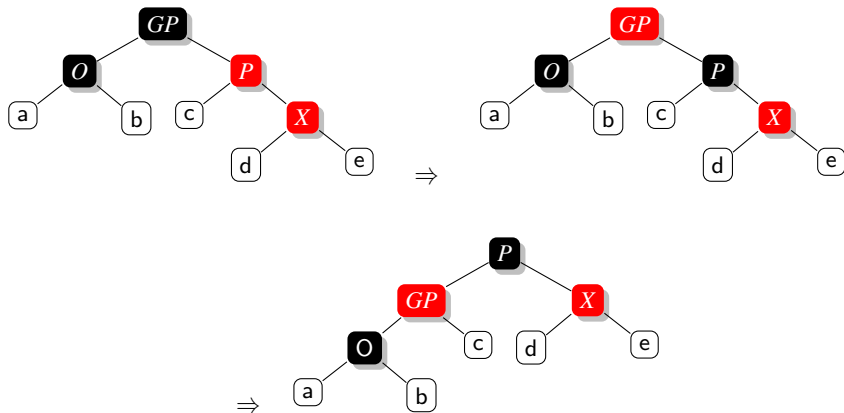 GP GP
O P O P
a b c X a b c X
d e ⇒ d e
P
GP X
O c d e
⇒ a b